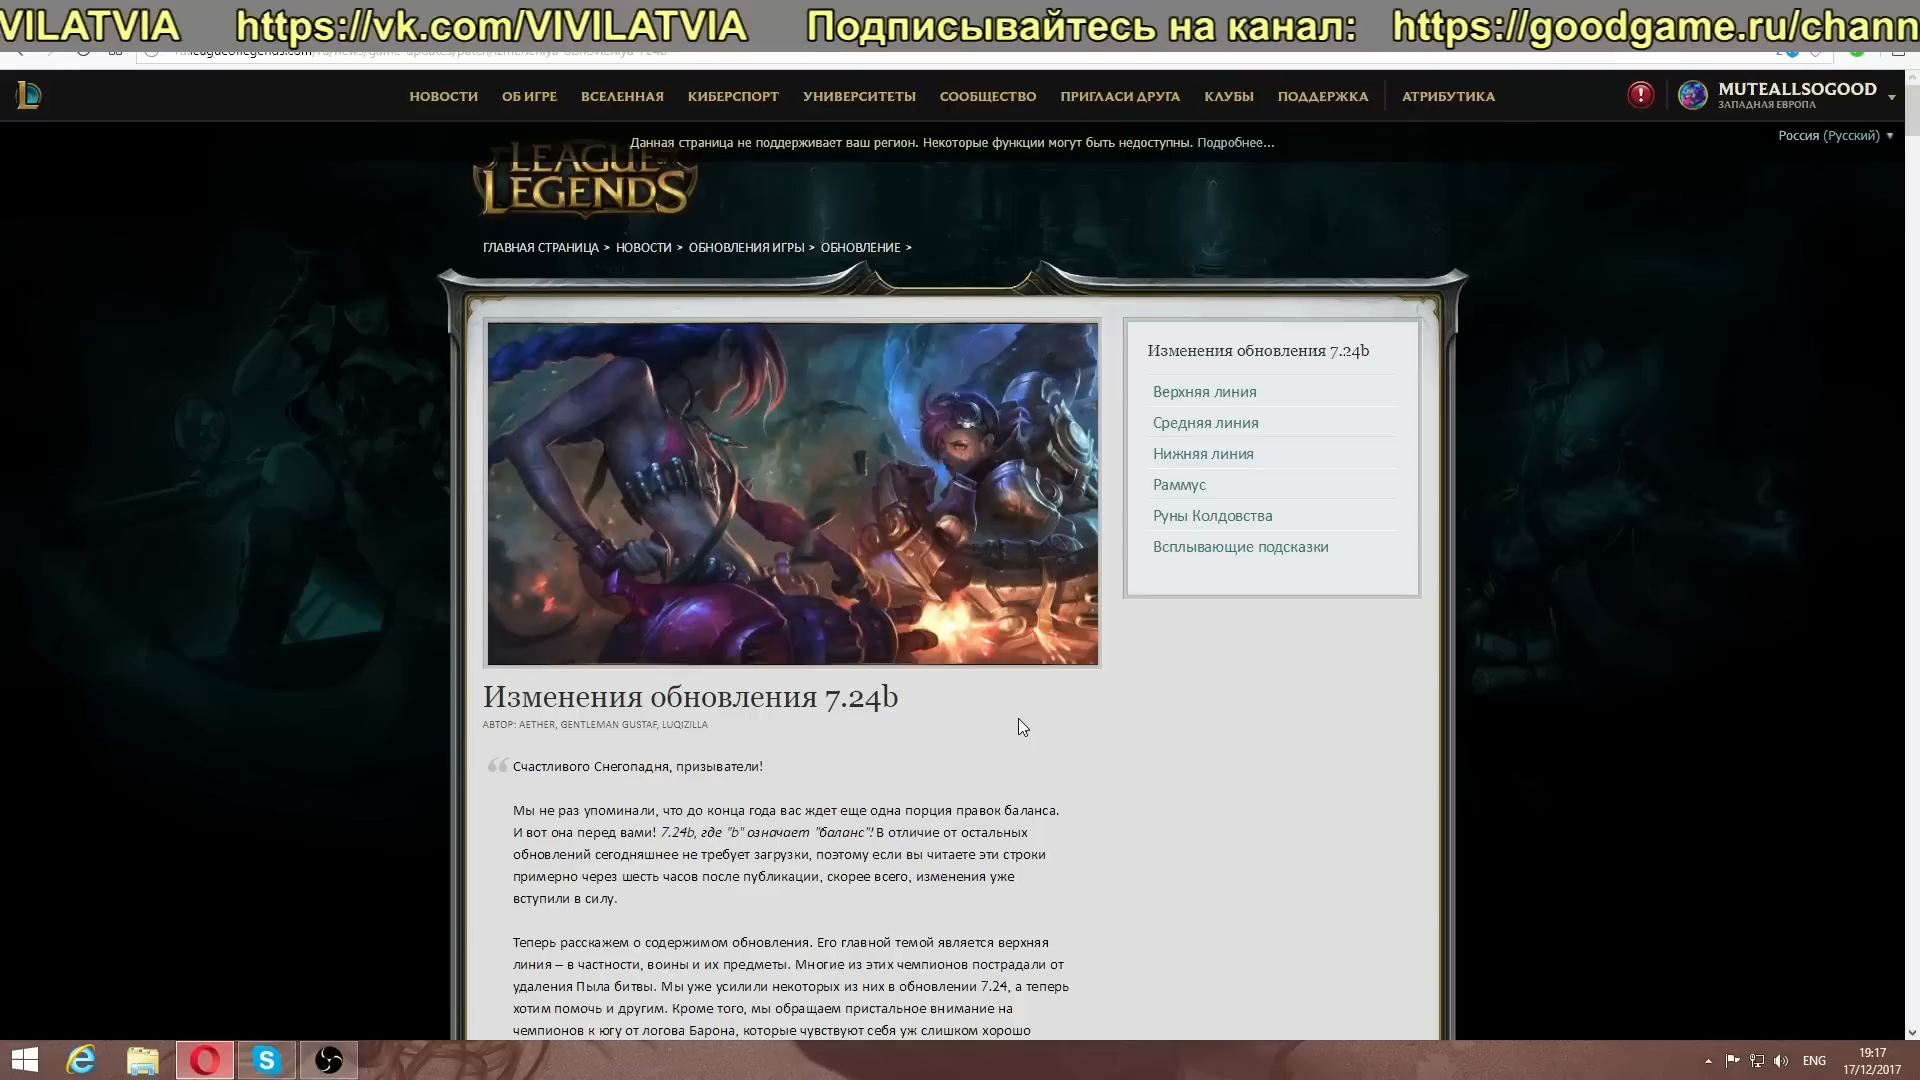 VILATVIA https://vk.com/VIVILATVIA Подписывайтесь на канал: https://goodgame.ru/chann
НОВОСТИ ОБ ИГРЕ ВСЕЛЕННАЯ КИБЕРСПОРТ УНИВЕРСИТЕТЫ СООБЩЕСТВО ПРИГЛАСИ ДРУГА КЛУБЫ ПОДДЕРЖКА АТРИБУТИКА
MUTEALLSOGOOD
ЗАПАДНАЯ ЕВРОПА
Данная страница не поддерживает ваш регион. Некоторые функции могут быть недоступны. Подробнее...
Россия (Русский)
LEAGUE
LEGENDS
ГЛАВНАЯ СТРАНИЦА > НОВОСТИ > ОБНОВЛЕНИЯ ИГРЫ > ОБНОВЛЕНИЕ >
Изменения обновления 7.24b
АВТОР: AETHER, GENTLEMAN GUSTAF, LUQIZILLA
Счастливого Снегопадня, призыватели!
Мы не раз упоминали, что до конца года вас ждет еще одна порция правок баланса.
И вот она перед вами! 7.24b, где "b" означает "баланс"! В отличие от остальных
обновлений сегодняшнее не требует загрузки, поэтому если вы читаете эти строки
примерно через шесть часов после публикации, скорее всего, изменения уже
вступили в силу.
Теперь расскажем о содержимом обновления. Его главной темой является верхняя
линия – в частности, воины и их предметы. Многие из этих чемпионов пострадали от
удаления Пыла битвы. Мы уже усилили некоторых из них в обновлении 7.24, а теперь
хотим помочь и другим. Кроме того, мы обращаем пристальное внимание на
чемпионов к югу от логова Барона, которые чувствуют себя уж слишком хорошо
Изменения обновления 7.24b
Верхняя линия
Средняя линия
Нижняя линия
Раммус
Руны Колдовства
Всплывающие подсказки
ENG
19:17
17/12/2017